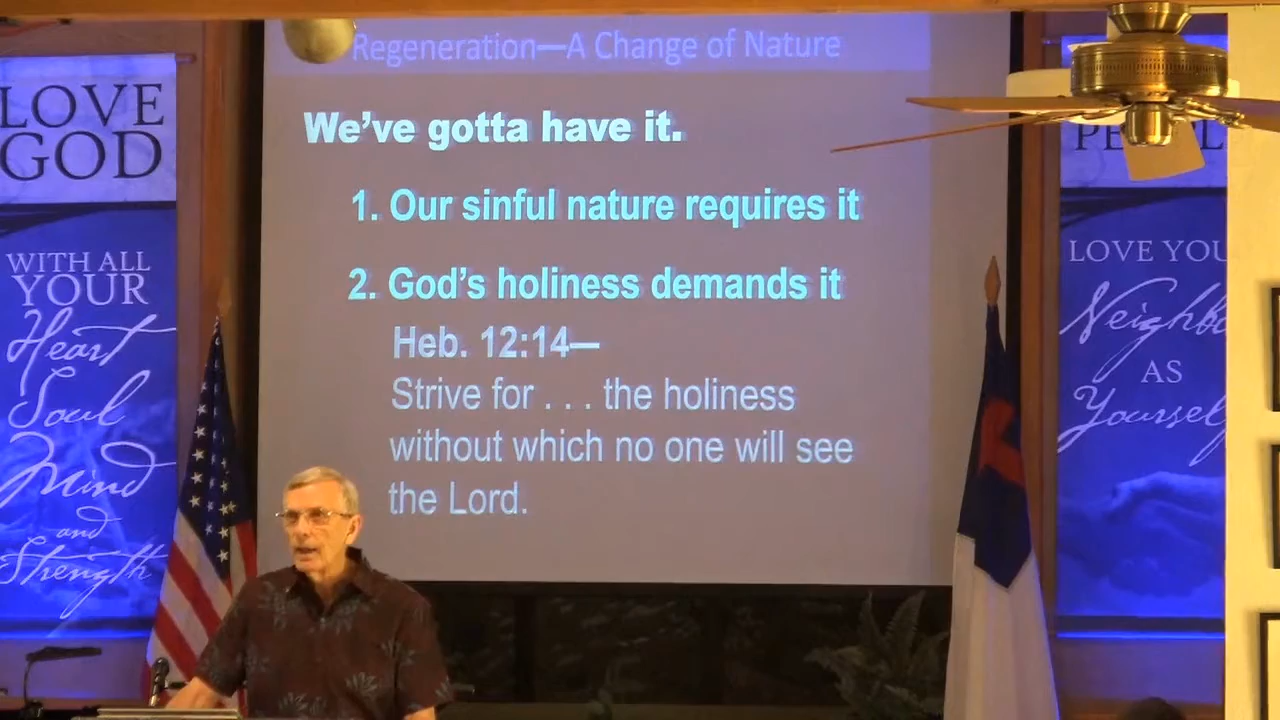 LOVE
GOD
WITH ALL
YOUR
Heart
Soul
Mind
and
Strength
Regeneration—A Change of Nature
We've gotta have it.
1. Our sinful nature requires it
2. God's holiness demands it
Heb. 12:14—
Strive for . . . the holiness
without which no one will see
the Lord.
LOVE
AS